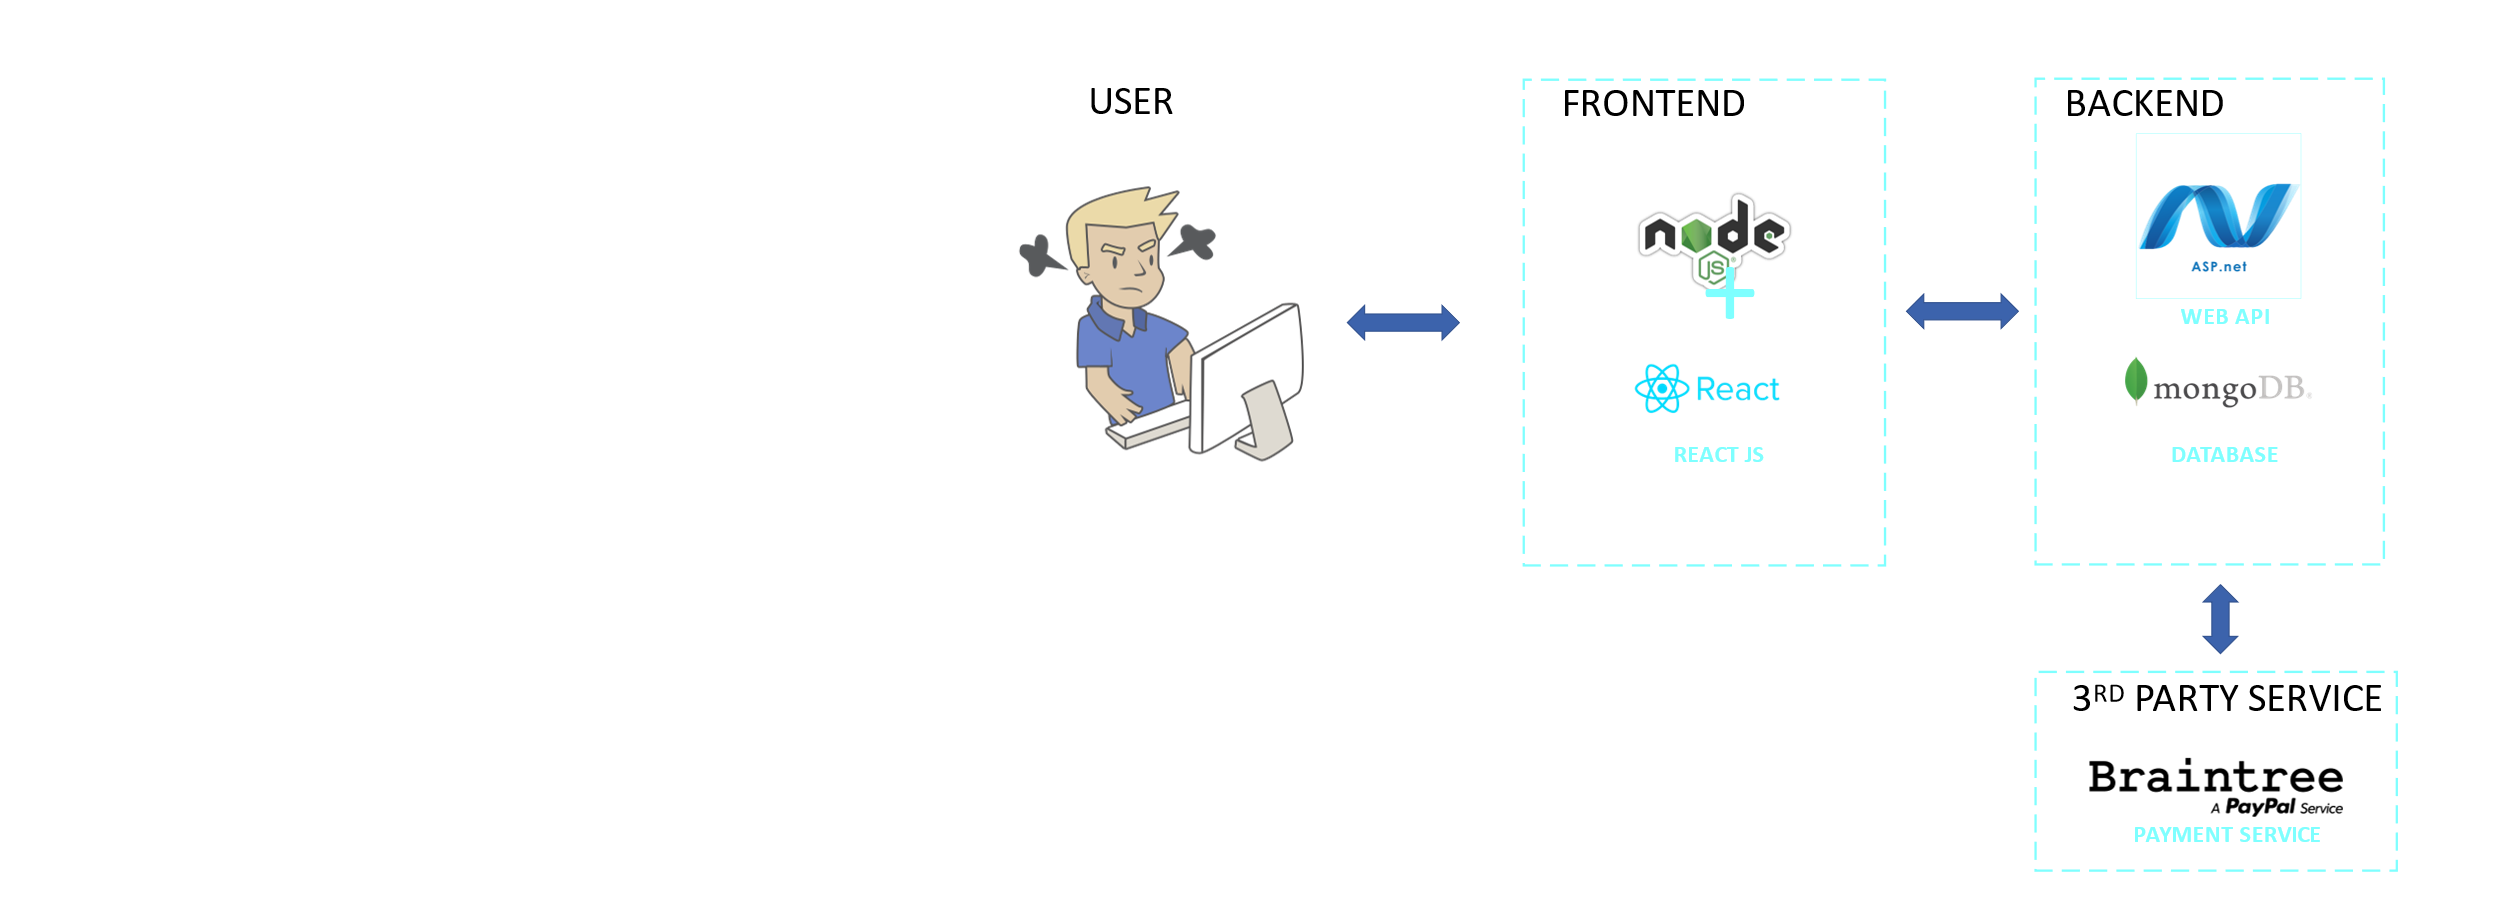 USER
FRONTEND
node
JS
React
REACT JS
BACKEND
ASP.net
WEB API
mongoDB.
DATABASE
3RD PARTY SERVICE
Braintree
A PayPal Service
PAYMENT SERVICE